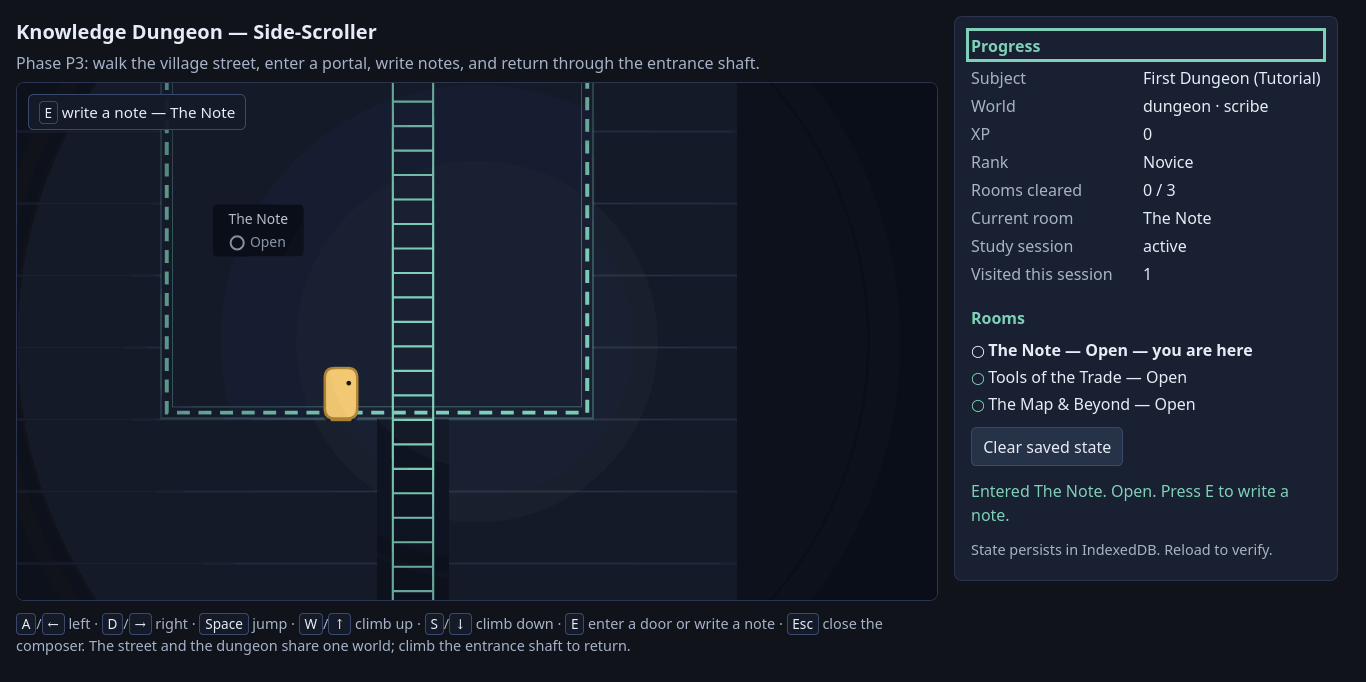 Knowledge Dungeon — Side-Scroller
Phase P3: walk the village street, enter a portal, write notes, and return through the entrance shaft.
E write a note — The Note
The Note
○ Open
A/← left · D/→ right · Space jump · W/↑ climb up · S/↓ climb down · E enter a door or write a note · Esc close the
composer. The street and the dungeon share one world; climb the entrance shaft to return.
Progress
Subject First Dungeon (Tutorial)
World dungeon · scribe
XP 0
Rank Novice
Rooms cleared 0 / 3
Current room The Note
Study session active
Visited this session 1
Rooms
○ The Note — Open — you are here
○ Tools of the Trade — Open
○ The Map & Beyond — Open
Clear saved state
Entered The Note. Open. Press E to write a
note.
State persists in IndexedDB. Reload to verify.